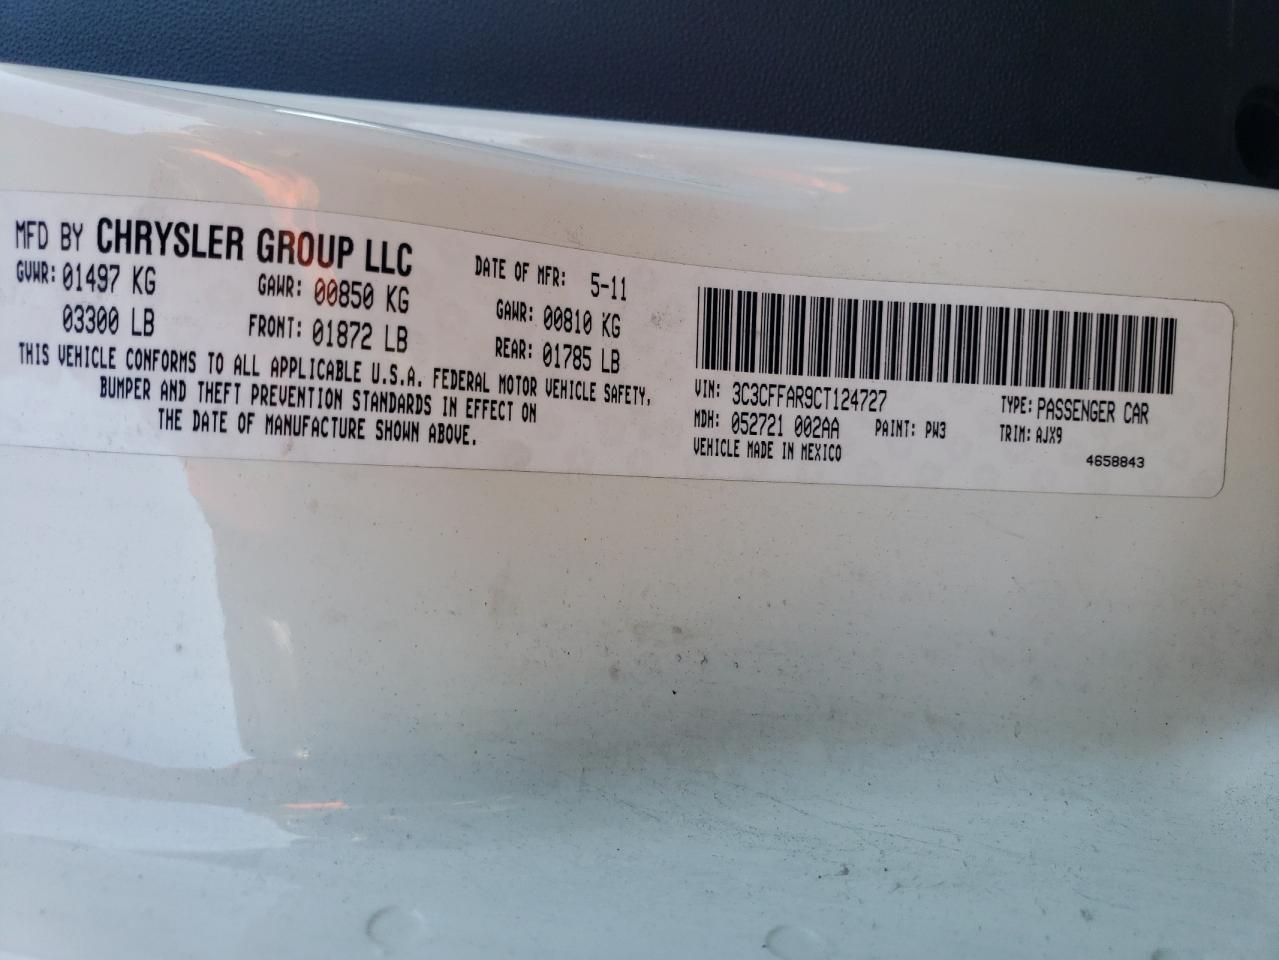 MFD BY CHRYSLER GROUP LLC
DATE OF MFR: 5-11
GVWR: 01497 KG
GAWR: 00850 KG
GAWR: 00810 KG
03300 LB
FRONT: 01872 LB
REAR: 01785 LB
THIS VEHICLE CONFORMS TO ALL APPLICABLE U.S.A. FEDERAL MOTOR VEHICLE SAFETY,
BUMPER AND THEFT PREVENTION STANDARDS IN EFFECT ON
THE DATE OF MANUFACTURE SHOWN ABOVE.
VIN: 3C3CFFAR9CT124727
TYPE: PASSENGER CAR
MDH: 052721 002AA
PAINT: PW3
TRIM: AJX9
VEHICLE MADE IN MEXICO
4658843